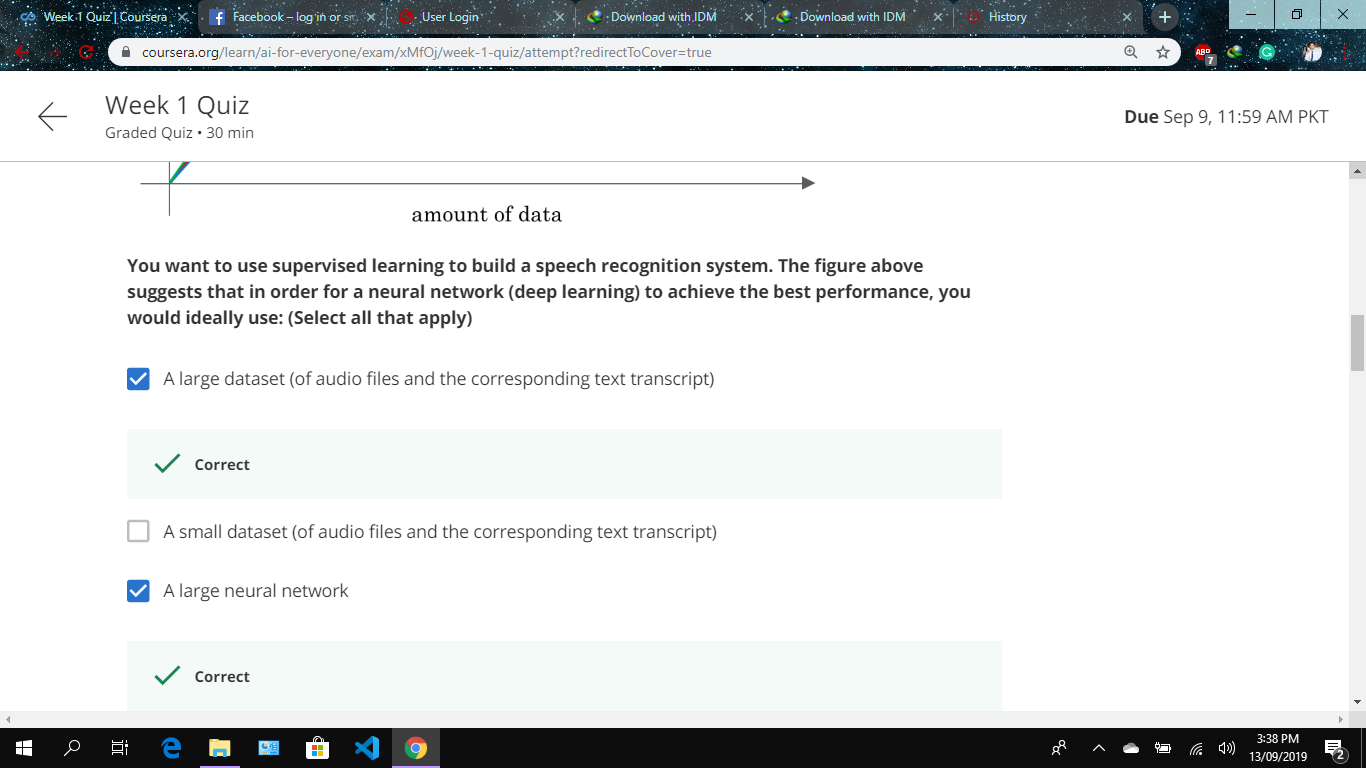 Week 1 Quiz | Coursera
Facebook – log in or
User Login
Download with IDM
Download with IDM
History
coursera.org/learn/ai-for-everyone/exam/xMfOj/week-1-quiz/attempt?redirectToCover=true
ABP
7
Week 1 Quiz
Graded Quiz • 30 min
Due Sep 9, 11:59 AM PKT
amount of data
You want to use supervised learning to build a speech recognition system. The figure above
suggests that in order for a neural network (deep learning) to achieve the best performance, you
would ideally use: (Select all that apply)
A large dataset (of audio files and the corresponding text transcript)
Correct
A small dataset (of audio files and the corresponding text transcript)
A large neural network
Correct
3:38 PM
13/09/2019
2